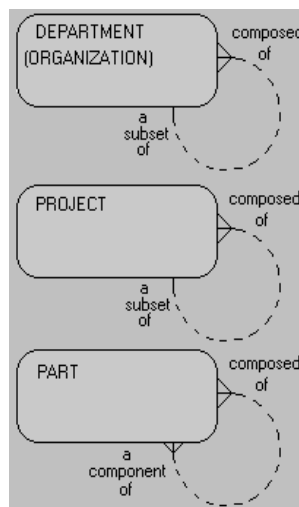 DEPARTMENT
(ORGANIZATION)
composed
of
a
subset
of
PROJECT
composed
of
a
subset
of
PART
composed
of
a
component
of